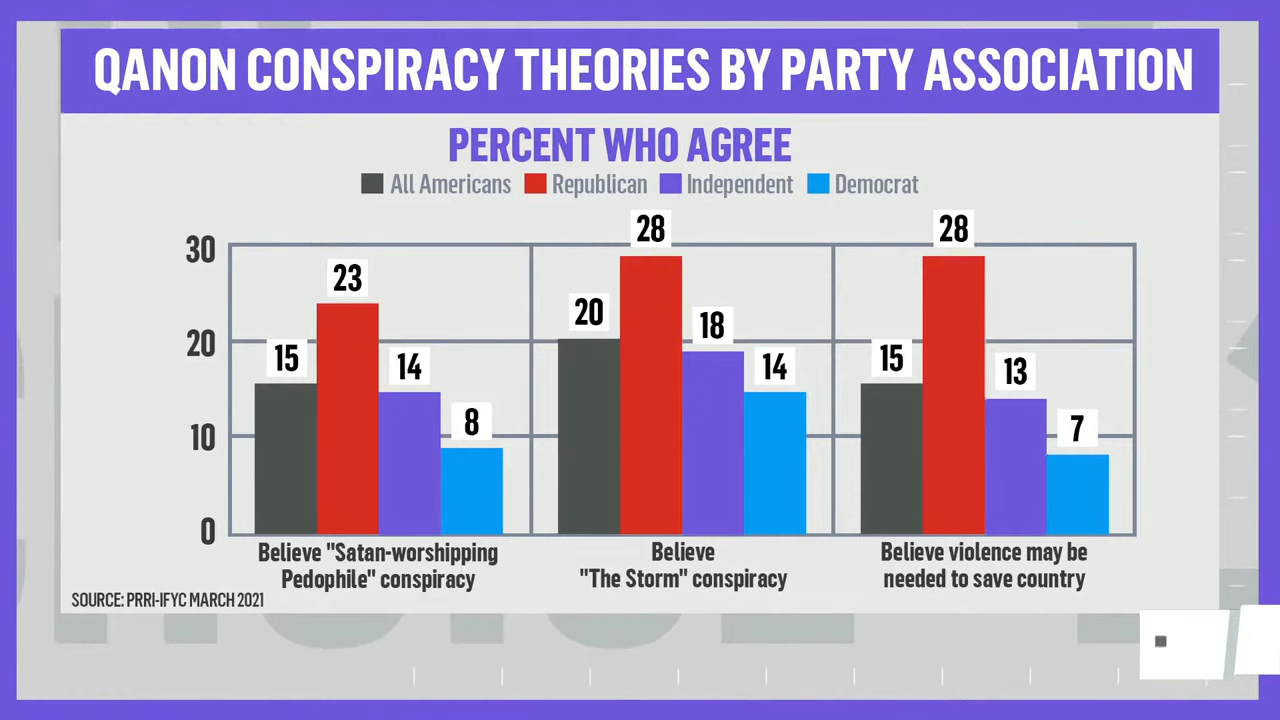 QANON CONSPIRACY THEORIES BY PARTY ASSOCIATION
PERCENT WHO AGREE
All Americans Republican Independent Democrat
30
20
10
0
15
23
14
8
20
28
18
14
15
28
13
7
Believe "Satan-worshipping
Pedophile" conspiracy
Believe
"The Storm" conspiracy
Believe violence may be
needed to save country
SOURCE: PRRI-IFYC MARCH 2021